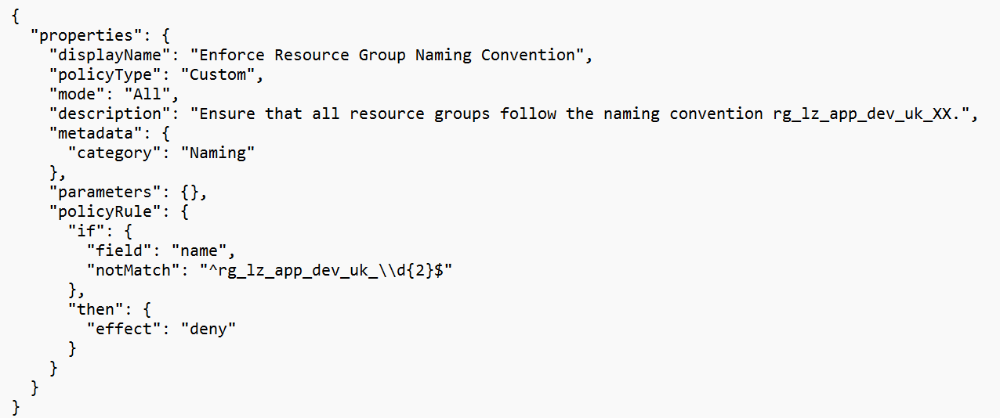 {
  "properties": {
    "displayName": "Enforce Resource Group Naming Convention",
    "policyType": "Custom",
    "mode": "All",
    "description": "Ensure that all resource groups follow the naming convention rg_lz_app_dev_uk_XX.",
    "metadata": {
      "category": "Naming"
    },
    "parameters": {},
    "policyRule": {
      "if": {
        "field": "name",
        "notMatch": "^rg_lz_app_dev_uk_\\d{2}$"
      },
      "then": {
        "effect": "deny"
      }
    }
  }
}